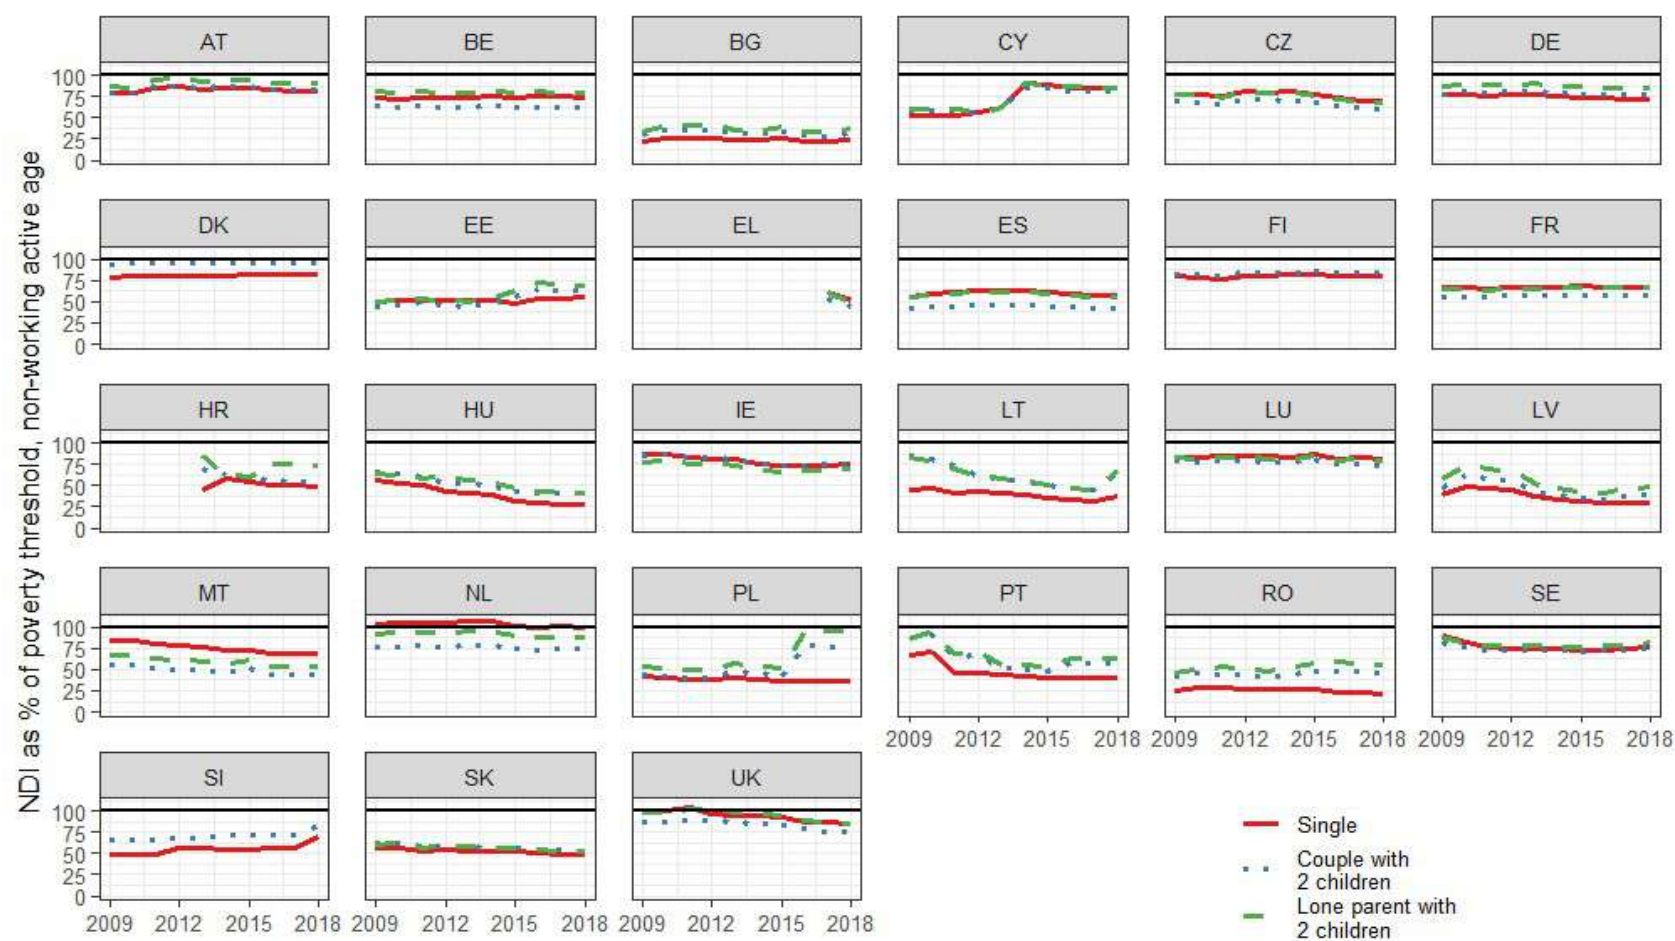 NDI as % of poverty threshold, non-working active age
AT BE BG CY CZ DE
100
75
50
25
0
DK EE EL ES FI FR
100
75
50
25
0
HR HU IE LT LU LV
100
75
50
25
0
MT NL PL PT RO SE
100
75
50
25
0
2009 2012 2015 2018 2009 2012 2015 2018 2009 2012 2015 2018
SI SK UK
100
75
50
25
0
2009 2012 2015 2018 2009 2012 2015 2018 2009 2012 2015 2018
Single
Couple with
2 children
Lone parent with
2 children